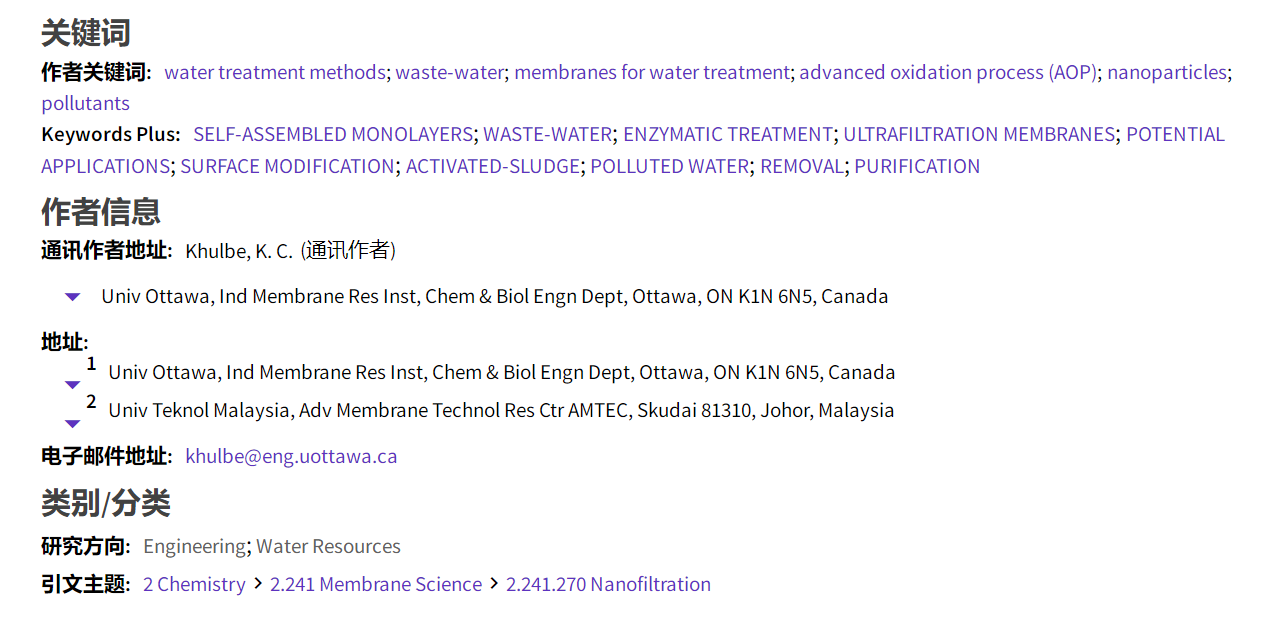 关键词
作者关键词: water treatment methods; waste-water; membranes for water treatment; advanced oxidation process (AOP); nanoparticles;
pollutants
Keywords Plus: SELF-ASSEMBLED MONOLAYERS; WASTE-WATER; ENZYMATIC TREATMENT; ULTRAFILTRATION MEMBRANES; POTENTIAL
APPLICATIONS; SURFACE MODIFICATION; ACTIVATED-SLUDGE; POLLUTED WATER; REMOVAL; PURIFICATION
作者信息
通讯作者地址: Khulbe, K. C. (通讯作者)
Univ Ottawa, Ind Membrane Res Inst, Chem & Biol Engn Dept, Ottawa, ON K1N 6N5, Canada
地址:
1 Univ Ottawa, Ind Membrane Res Inst, Chem & Biol Engn Dept, Ottawa, ON K1N 6N5, Canada
2 Univ Teknol Malaysia, Adv Membrane Technol Res Ctr AMTEC, Skudai 81310, Johor, Malaysia
电子邮件地址: khulbe@eng.uottawa.ca
类别/分类
研究方向: Engineering; Water Resources
引文主题: 2 Chemistry > 2.241 Membrane Science > 2.241.270 Nanofiltration